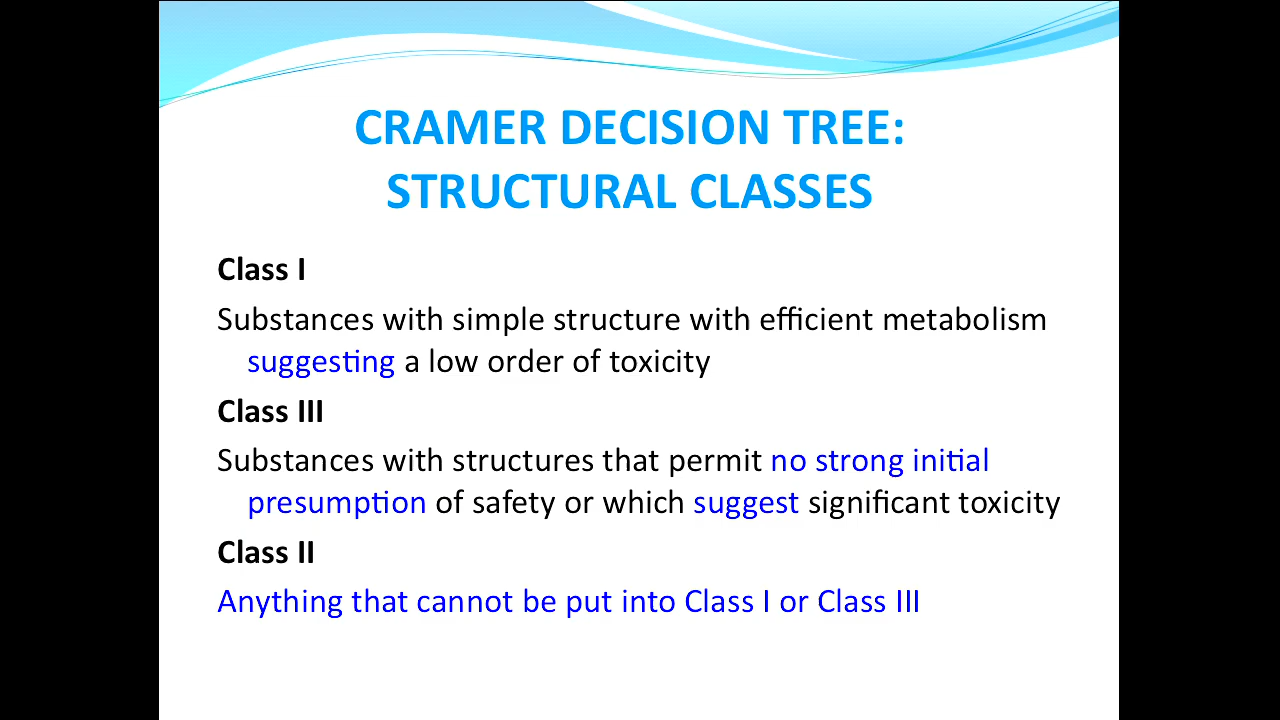 CRAMER DECISION TREE:
STRUCTURAL CLASSES
Class I
Substances with simple structure with efficient metabolism
suggesting a low order of toxicity
Class III
Substances with structures that permit no strong initial
presumption of safety or which suggest significant toxicity
Class II
Anything that cannot be put into Class I or Class III